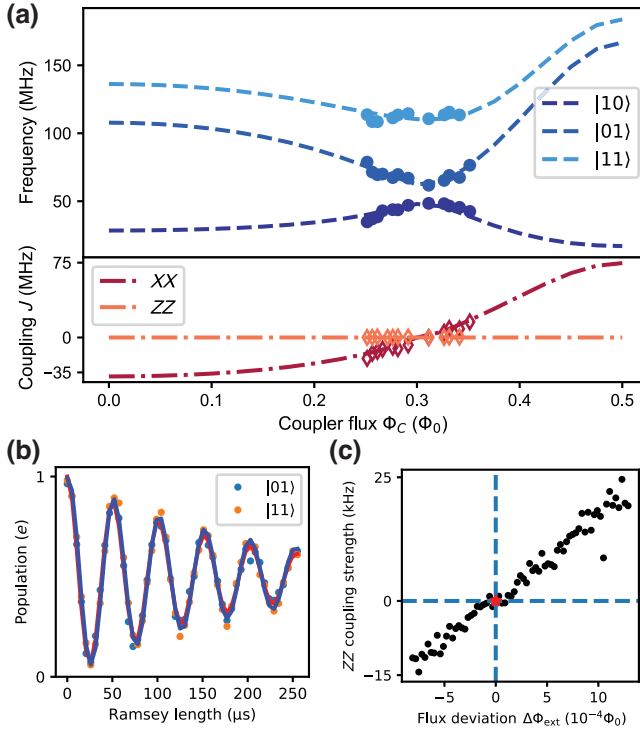 (a)
Frequency (MHz)
150
100
50
|10⟩
|01⟩
|11⟩
Coupling J (MHz)
75
0
−35
XX
ZZ
0.0 0.1 0.2 0.3 0.4 0.5
Coupler flux Φ_C (Φ_0)
(b)
Population (e)
1
0
|01⟩
|11⟩
0 50 100 150 200 250
Ramsey length (μs)
(c)
ZZ coupling strength (kHz)
25
0
−15
−5 0 5 10
Flux deviation ΔΦ_ext (10⁻⁴Φ_0)